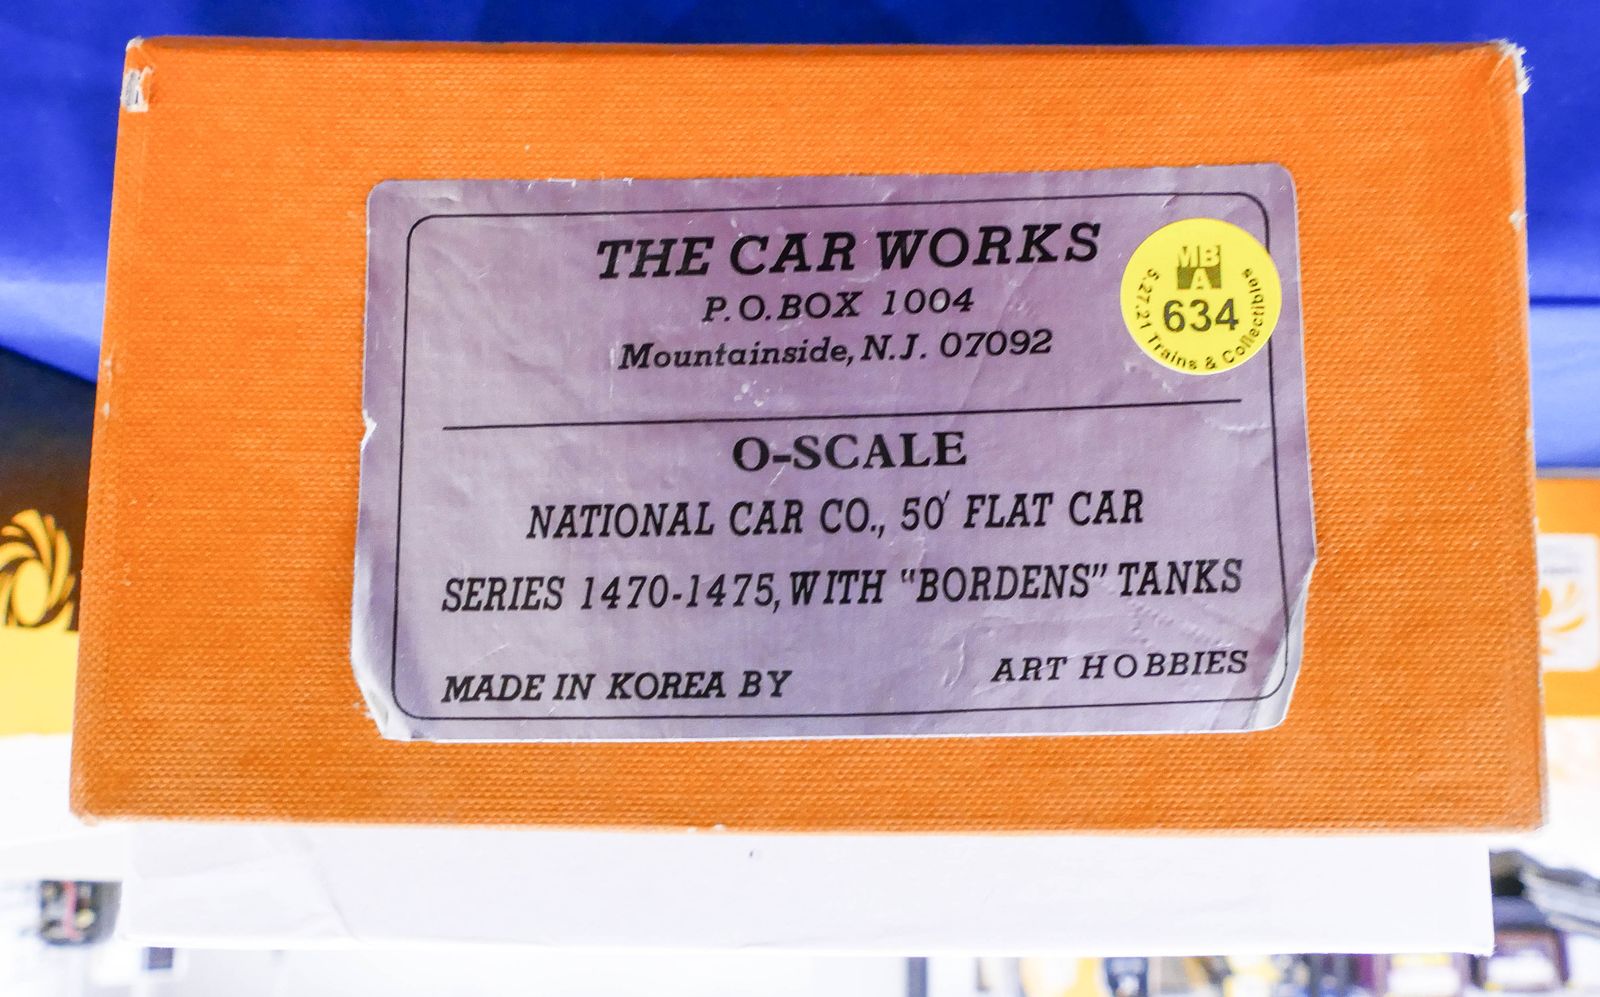 THE CAR WORKS
P.O. BOX 1004
Mountainside, N.J. 07092
MB
A
634
5.27.21 Trains & Collectibles
O-SCALE
NATIONAL CAR CO., 50' FLAT CAR
SERIES 1470-1475, WITH "BORDENS" TANKS
MADE IN KOREA BY
ART HOBBIES